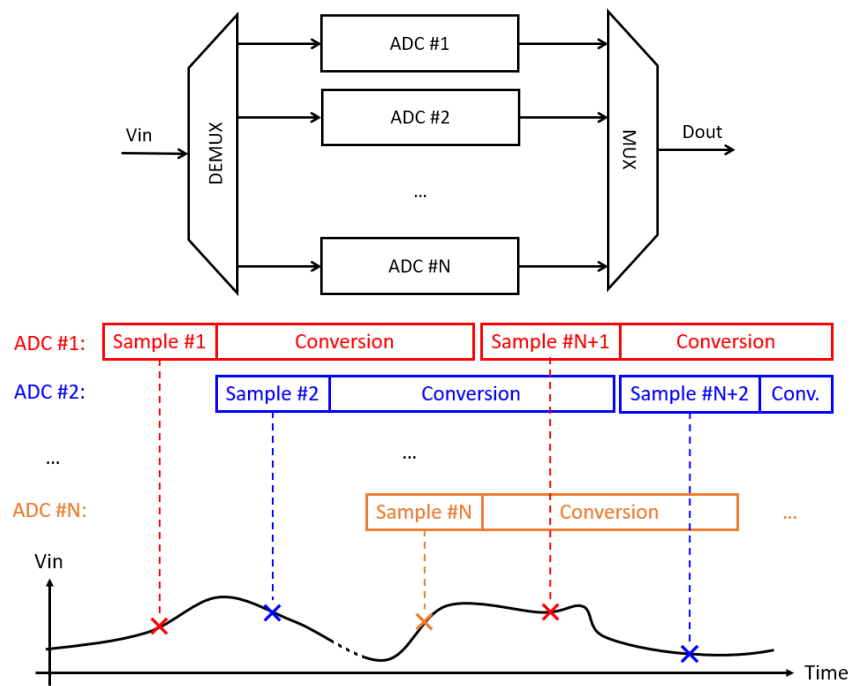 ADC #1
ADC #2
Vin
DEMUX
MUX
Dout
...
ADC #N
ADC #1: Sample #1 Conversion Sample #N+1 Conversion
ADC #2: Sample #2 Conversion Sample #N+2 Conv.
... ...
ADC #N: Sample #N Conversion ...
Vin
Time